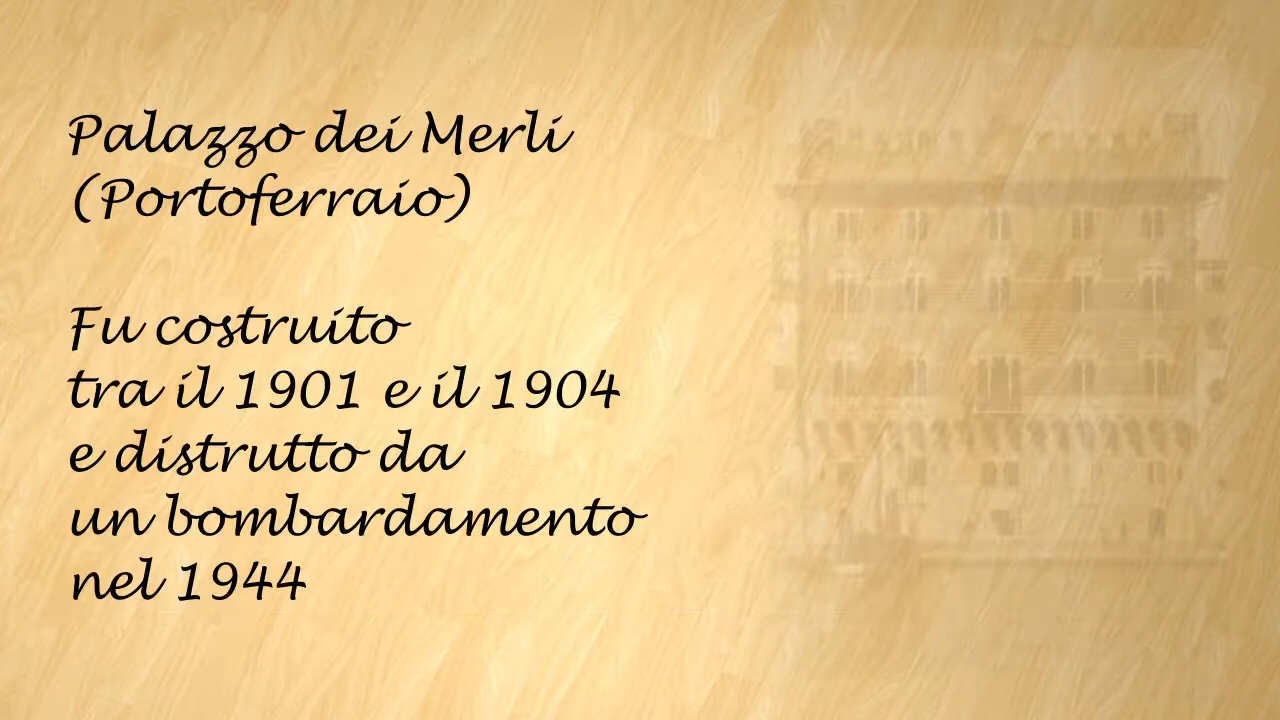 Palazzo dei Merli
(Portoferraio)
Fu costruito
tra il 1901 e il 1904
e distrutto da
un bombardamento
nel 1944